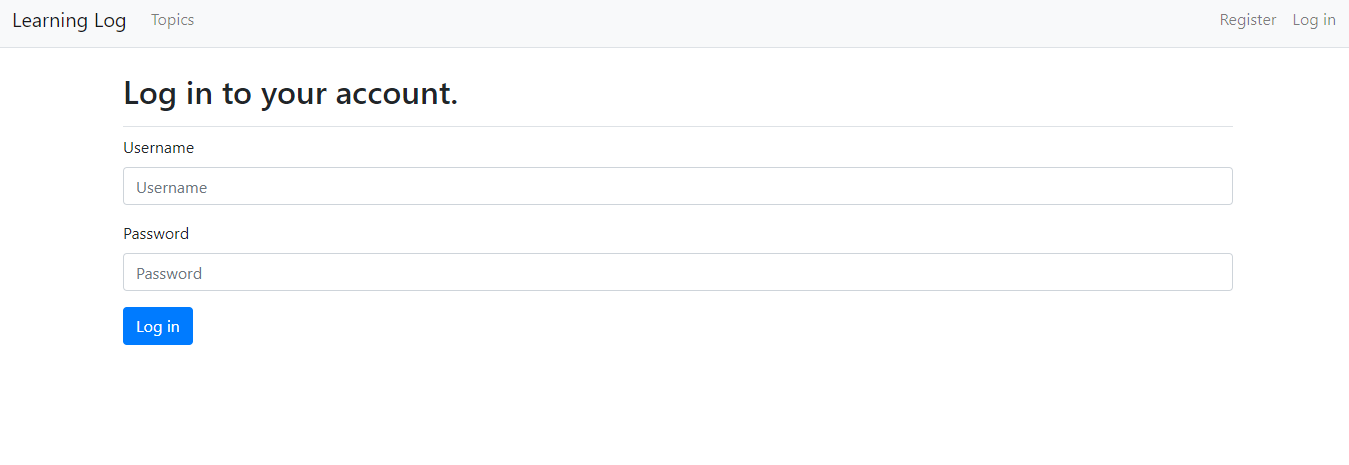 Learning Log Topics Register Log in
Log in to your account.
Username
Username
Password
Password
Log in